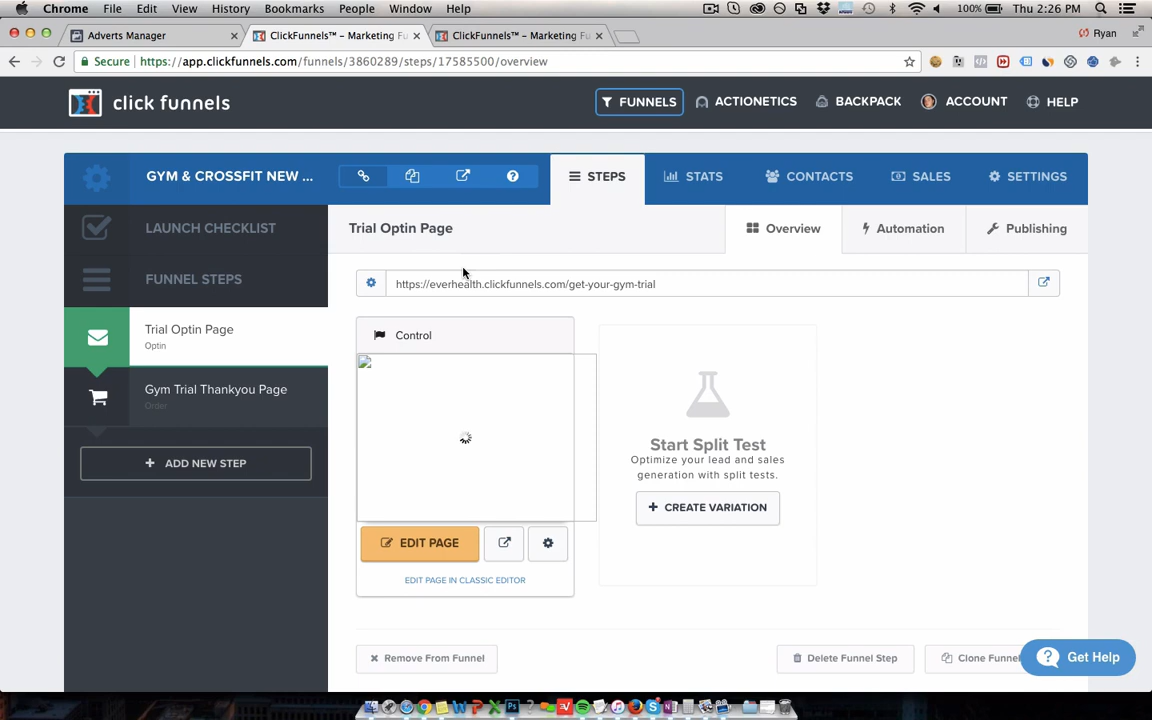 Chrome File Edit View History Bookmarks People Window Help 100% Thu 2:26 PM
Adverts Manager ClickFunnels™ – Marketing Fu ClickFunnels™ – Marketing Fu Ryan
Secure https://app.clickfunnels.com/funnels/3860289/steps/17585500/overview
click funnels FUNNELS ACTIONETICS BACKPACK ACCOUNT HELP
GYM & CROSSFIT NEW ... STEPS STATS CONTACTS SALES SETTINGS
LAUNCH CHECKLIST
Trial Optin Page Overview Automation Publishing
FUNNEL STEPS
https://everhealth.clickfunnels.com/get-your-gym-trial
Trial Optin Page
Optin
Control
Gym Trial Thankyou Page
Order
ADD NEW STEP
Start Split Test
Optimize your lead and sales
generation with split tests.
CREATE VARIATION
EDIT PAGE
EDIT PAGE IN CLASSIC EDITOR
Remove From Funnel Delete Funnel Step Clone Funnel
Get Help